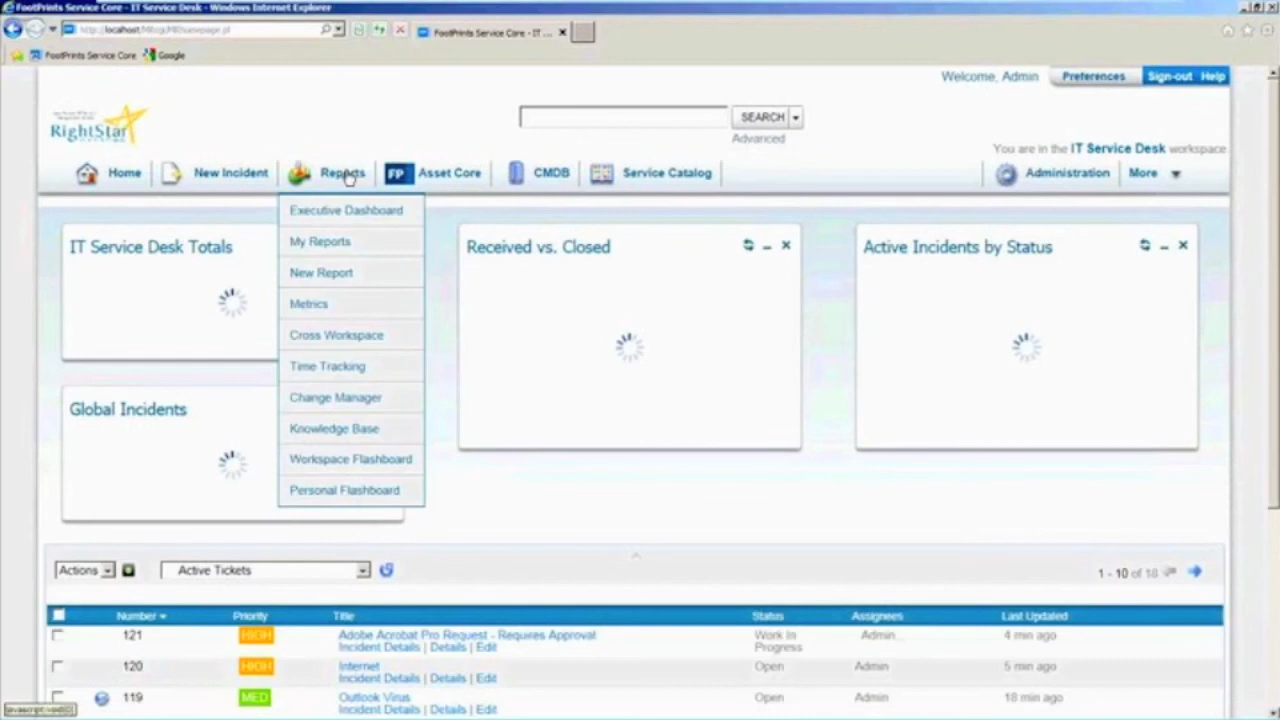 FootPrints Service Core - IT Service Desk - Windows Internet Explorer
FootPrints Service Core - IT ...
FootPrints Service Core Google
Welcome, Admin Preferences Sign-out Help
RightStar
SEARCH
Advanced
You are in the IT Service Desk workspace
Home New Incident Reports FP Asset Core CMDB Service Catalog Administration More
Executive Dashboard
My Reports
New Report
Metrics
Cross Workspace
Time Tracking
Change Manager
Knowledge Base
Workspace Flashboard
Personal Flashboard
IT Service Desk Totals
Received vs. Closed
Active Incidents by Status
Global Incidents
Actions Active Tickets 1 - 10 of 18
Number Priority Title Status Assignees Last Updated
121 HIGH Adobe Acrobat Pro Request - Requires Approval Work In Progress Admin... 4 min ago
Incident Details | Details | Edit
120 HIGH Internet Open Admin 5 min ago
Incident Details | Details | Edit
119 MED Outlook Virus Open Admin 18 min ago
Incident Details | Details | Edit